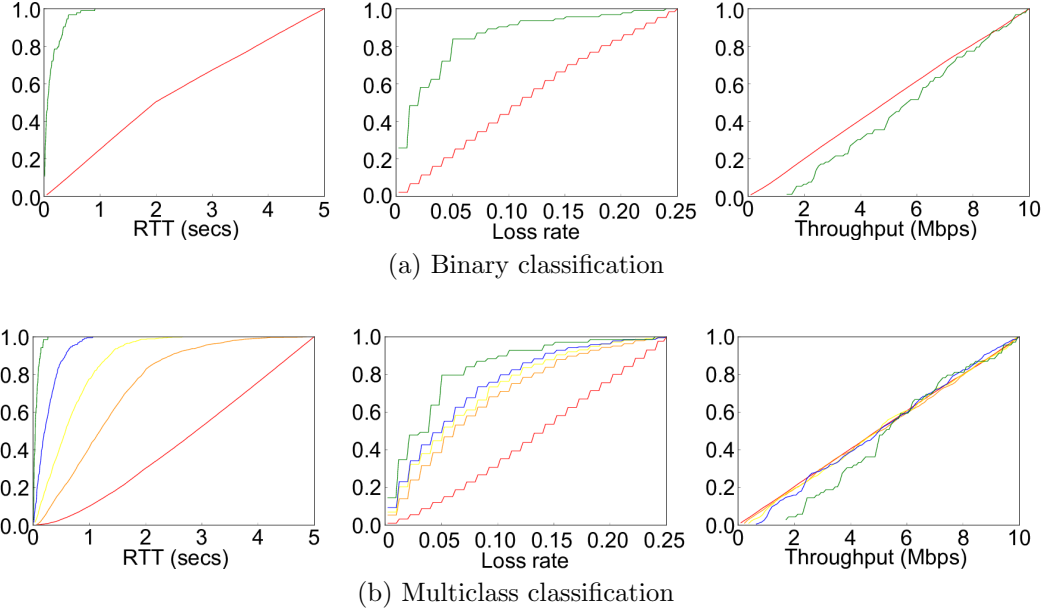 1.0
0.8
0.6
0.4
0.2
0.0
0 1 2 3 4 5
RTT (secs)
1.0
0.8
0.6
0.4
0.2
0.0
0 0.05 0.10 0.15 0.20 0.25
Loss rate
1.0
0.8
0.6
0.4
0.2
0.0
0 2 4 6 8 10
Throughput (Mbps)
(a) Binary classification
1.0
0.8
0.6
0.4
0.2
0.0
0 1 2 3 4 5
RTT (secs)
1.0
0.8
0.6
0.4
0.2
0.0
0 0.05 0.10 0.15 0.20 0.25
Loss rate
1.0
0.8
0.6
0.4
0.2
0.0
0 2 4 6 8 10
Throughput (Mbps)
(b) Multiclass classification